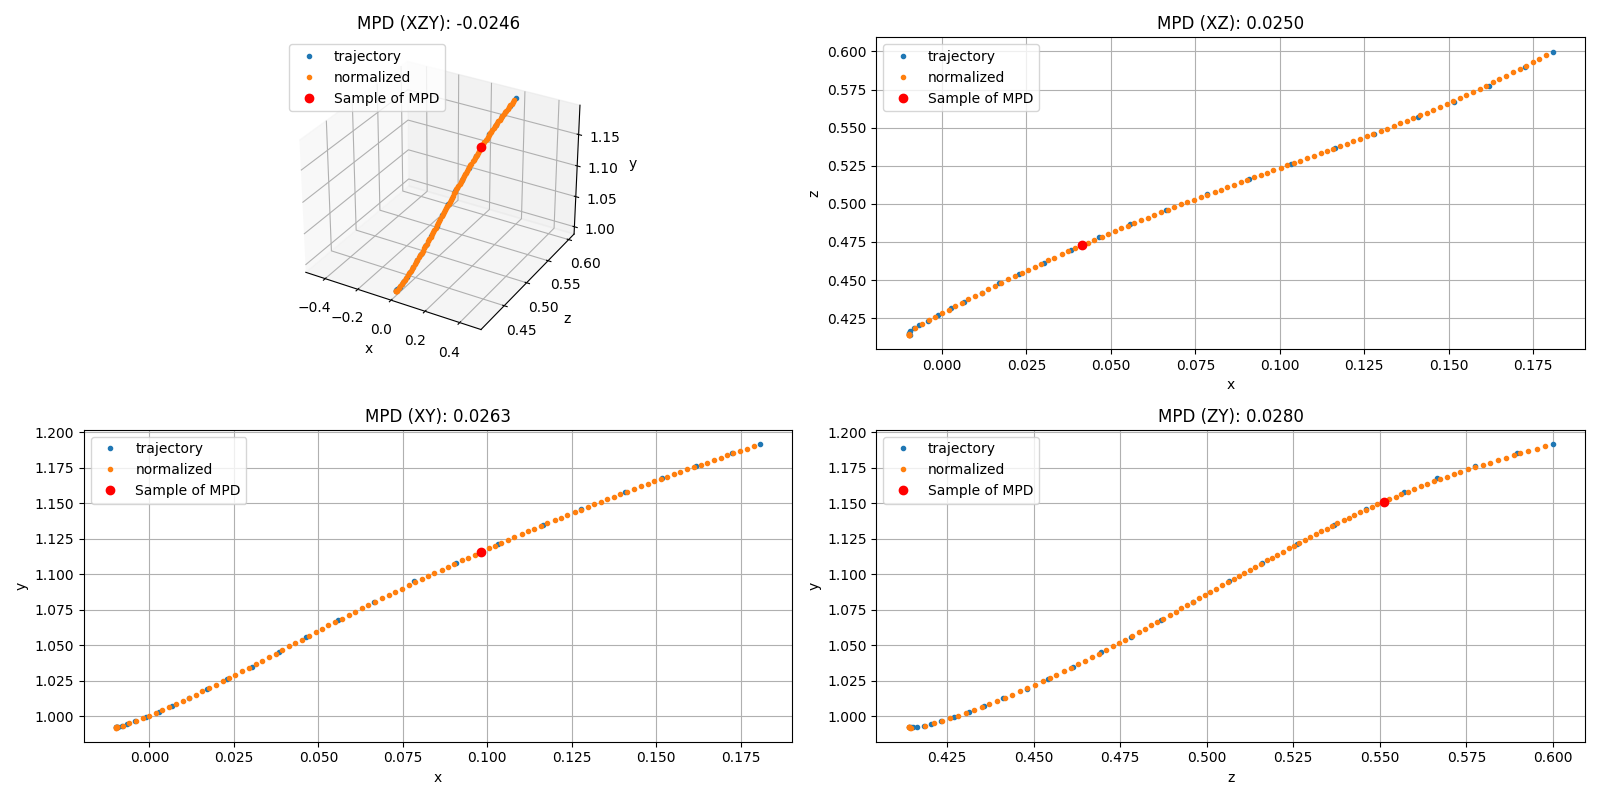 MPD (XZY): -0.0246
trajectory
normalized
Sample of MPD
1.15
1.10
1.05
1.00
y
0.60
0.55
0.50
0.45
z
−0.4
−0.2
0.0
0.2
0.4
x
MPD (XZ): 0.0250
trajectory
normalized
Sample of MPD
0.600
0.575
0.550
0.525
0.500
0.475
0.450
0.425
z
0.000 0.025 0.050 0.075 0.100 0.125 0.150 0.175
x
MPD (XY): 0.0263
trajectory
normalized
Sample of MPD
1.200
1.175
1.150
1.125
1.100
1.075
1.050
1.025
1.000
y
0.000 0.025 0.050 0.075 0.100 0.125 0.150 0.175
x
MPD (ZY): 0.0280
trajectory
normalized
Sample of MPD
1.200
1.175
1.150
1.125
1.100
1.075
1.050
1.025
1.000
y
0.425 0.450 0.475 0.500 0.525 0.550 0.575 0.600
z